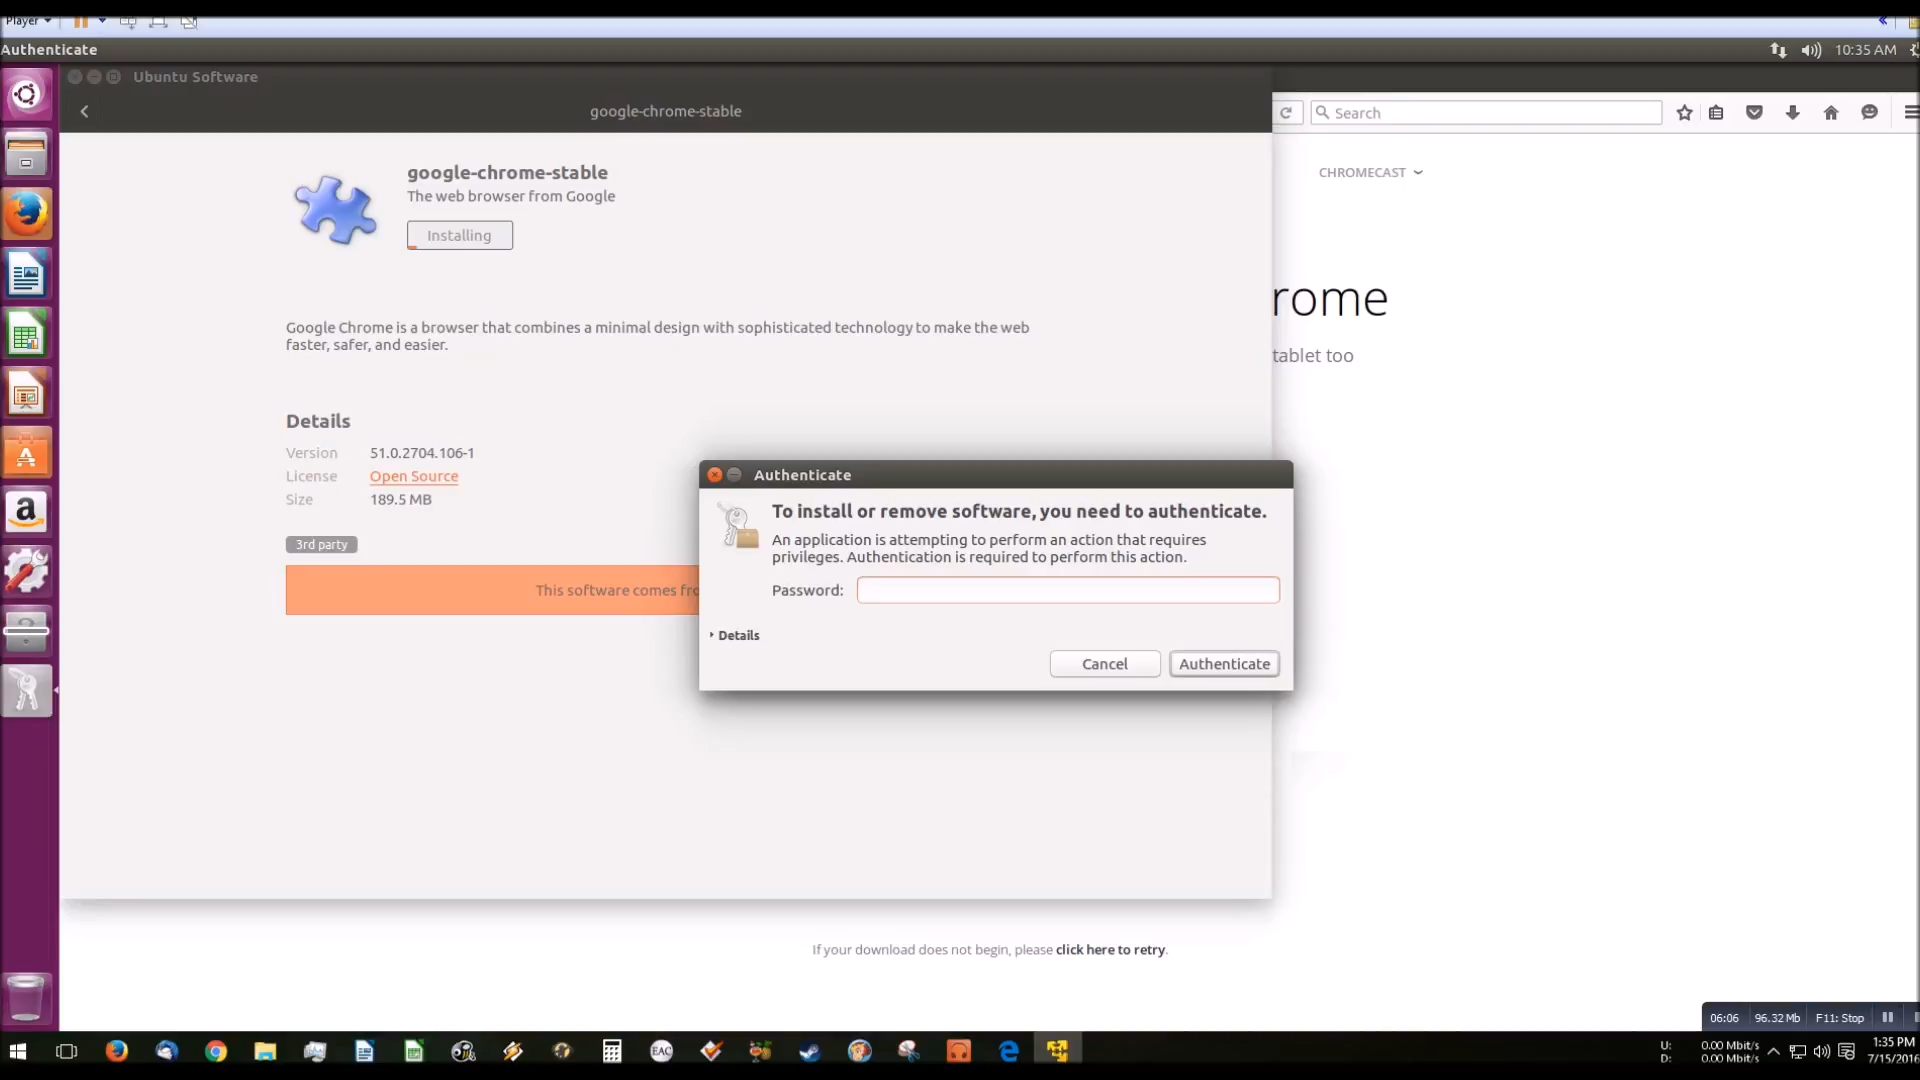 Player
Authenticate
10:35 AM
Ubuntu Software
google-chrome-stable
Search
google-chrome-stable
The web browser from Google
Installing
CHROMECAST
rome
tablet too
Google Chrome is a browser that combines a minimal design with sophisticated technology to make the web
faster, safer, and easier.
Details
Version 51.0.2704.106-1
License Open Source
Size 189.5 MB
3rd party
This software comes fro
Authenticate
To install or remove software, you need to authenticate.
An application is attempting to perform an action that requires
privileges. Authentication is required to perform this action.
Password:
Details
Cancel Authenticate
If your download does not begin, please click here to retry.
06:06 96.32 Mb F11: Stop
EAC
U: 0.00 Mbit/s
D: 0.00 Mbit/s
1:35 PM
7/15/2016